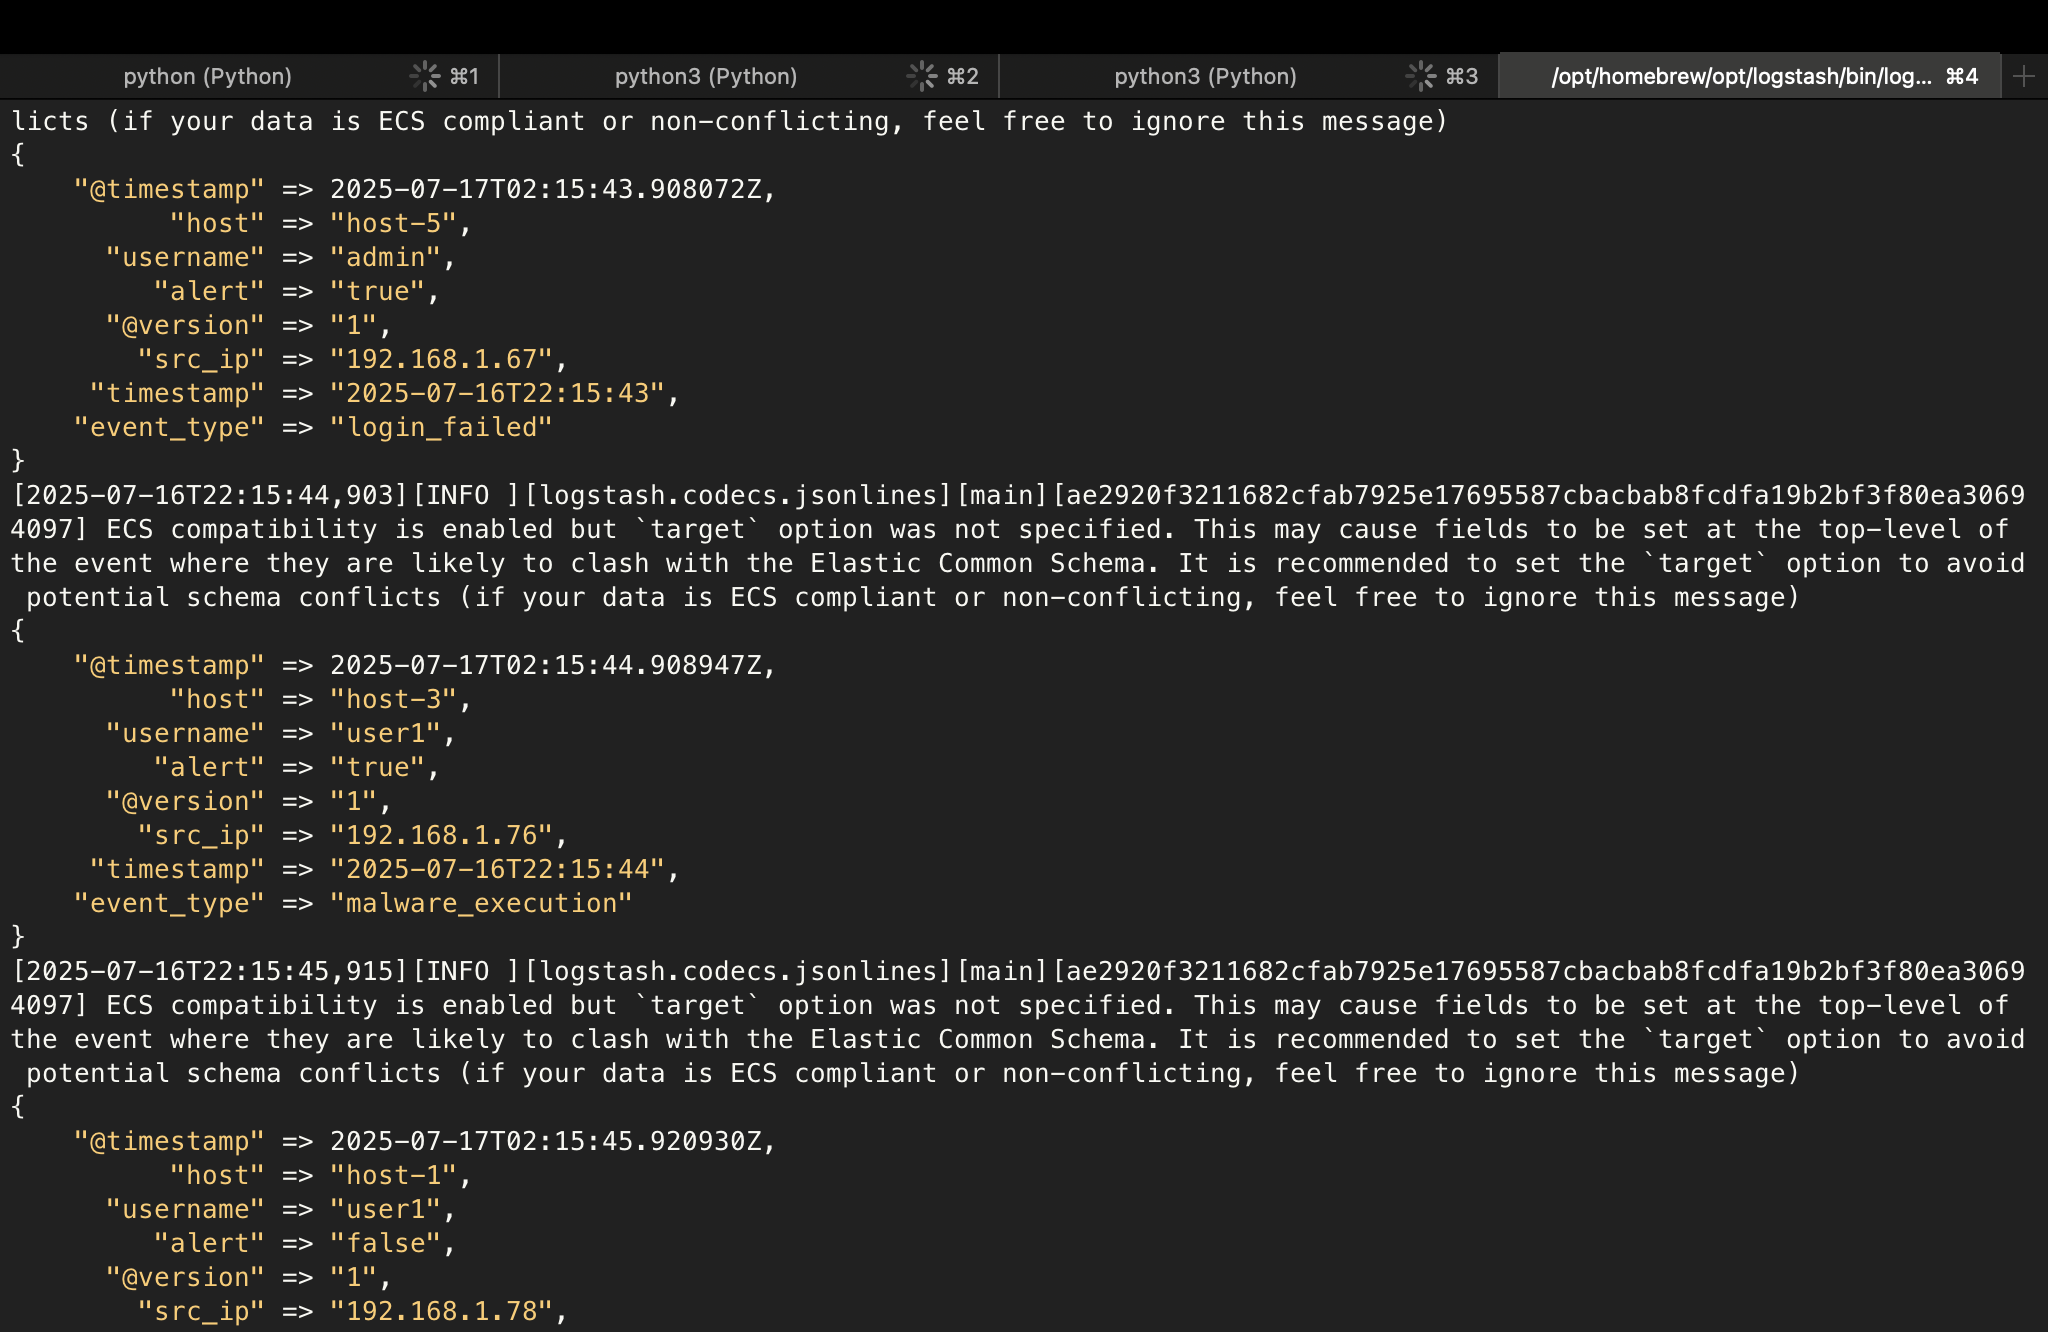 python (Python) ⌘1 python3 (Python) ⌘2 python3 (Python) ⌘3 /opt/homebrew/opt/logstash/bin/log... ⌘4 +
licts (if your data is ECS compliant or non-conflicting, feel free to ignore this message)
{
    "@timestamp" => 2025-07-17T02:15:43.908072Z,
          "host" => "host-5",
      "username" => "admin",
         "alert" => "true",
      "@version" => "1",
        "src_ip" => "192.168.1.67",
     "timestamp" => "2025-07-16T22:15:43",
    "event_type" => "login_failed"
}
[2025-07-16T22:15:44,903][INFO ][logstash.codecs.jsonlines][main][ae2920f3211682cfab7925e17695587cbacbab8fcdfa19b2bf3f80ea3069
4097] ECS compatibility is enabled but `target` option was not specified. This may cause fields to be set at the top-level of
the event where they are likely to clash with the Elastic Common Schema. It is recommended to set the `target` option to avoid
 potential schema conflicts (if your data is ECS compliant or non-conflicting, feel free to ignore this message)
{
    "@timestamp" => 2025-07-17T02:15:44.908947Z,
          "host" => "host-3",
      "username" => "user1",
         "alert" => "true",
      "@version" => "1",
        "src_ip" => "192.168.1.76",
     "timestamp" => "2025-07-16T22:15:44",
    "event_type" => "malware_execution"
}
[2025-07-16T22:15:45,915][INFO ][logstash.codecs.jsonlines][main][ae2920f3211682cfab7925e17695587cbacbab8fcdfa19b2bf3f80ea3069
4097] ECS compatibility is enabled but `target` option was not specified. This may cause fields to be set at the top-level of
the event where they are likely to clash with the Elastic Common Schema. It is recommended to set the `target` option to avoid
 potential schema conflicts (if your data is ECS compliant or non-conflicting, feel free to ignore this message)
{
    "@timestamp" => 2025-07-17T02:15:45.920930Z,
          "host" => "host-1",
      "username" => "user1",
         "alert" => "false",
      "@version" => "1",
        "src_ip" => "192.168.1.78",